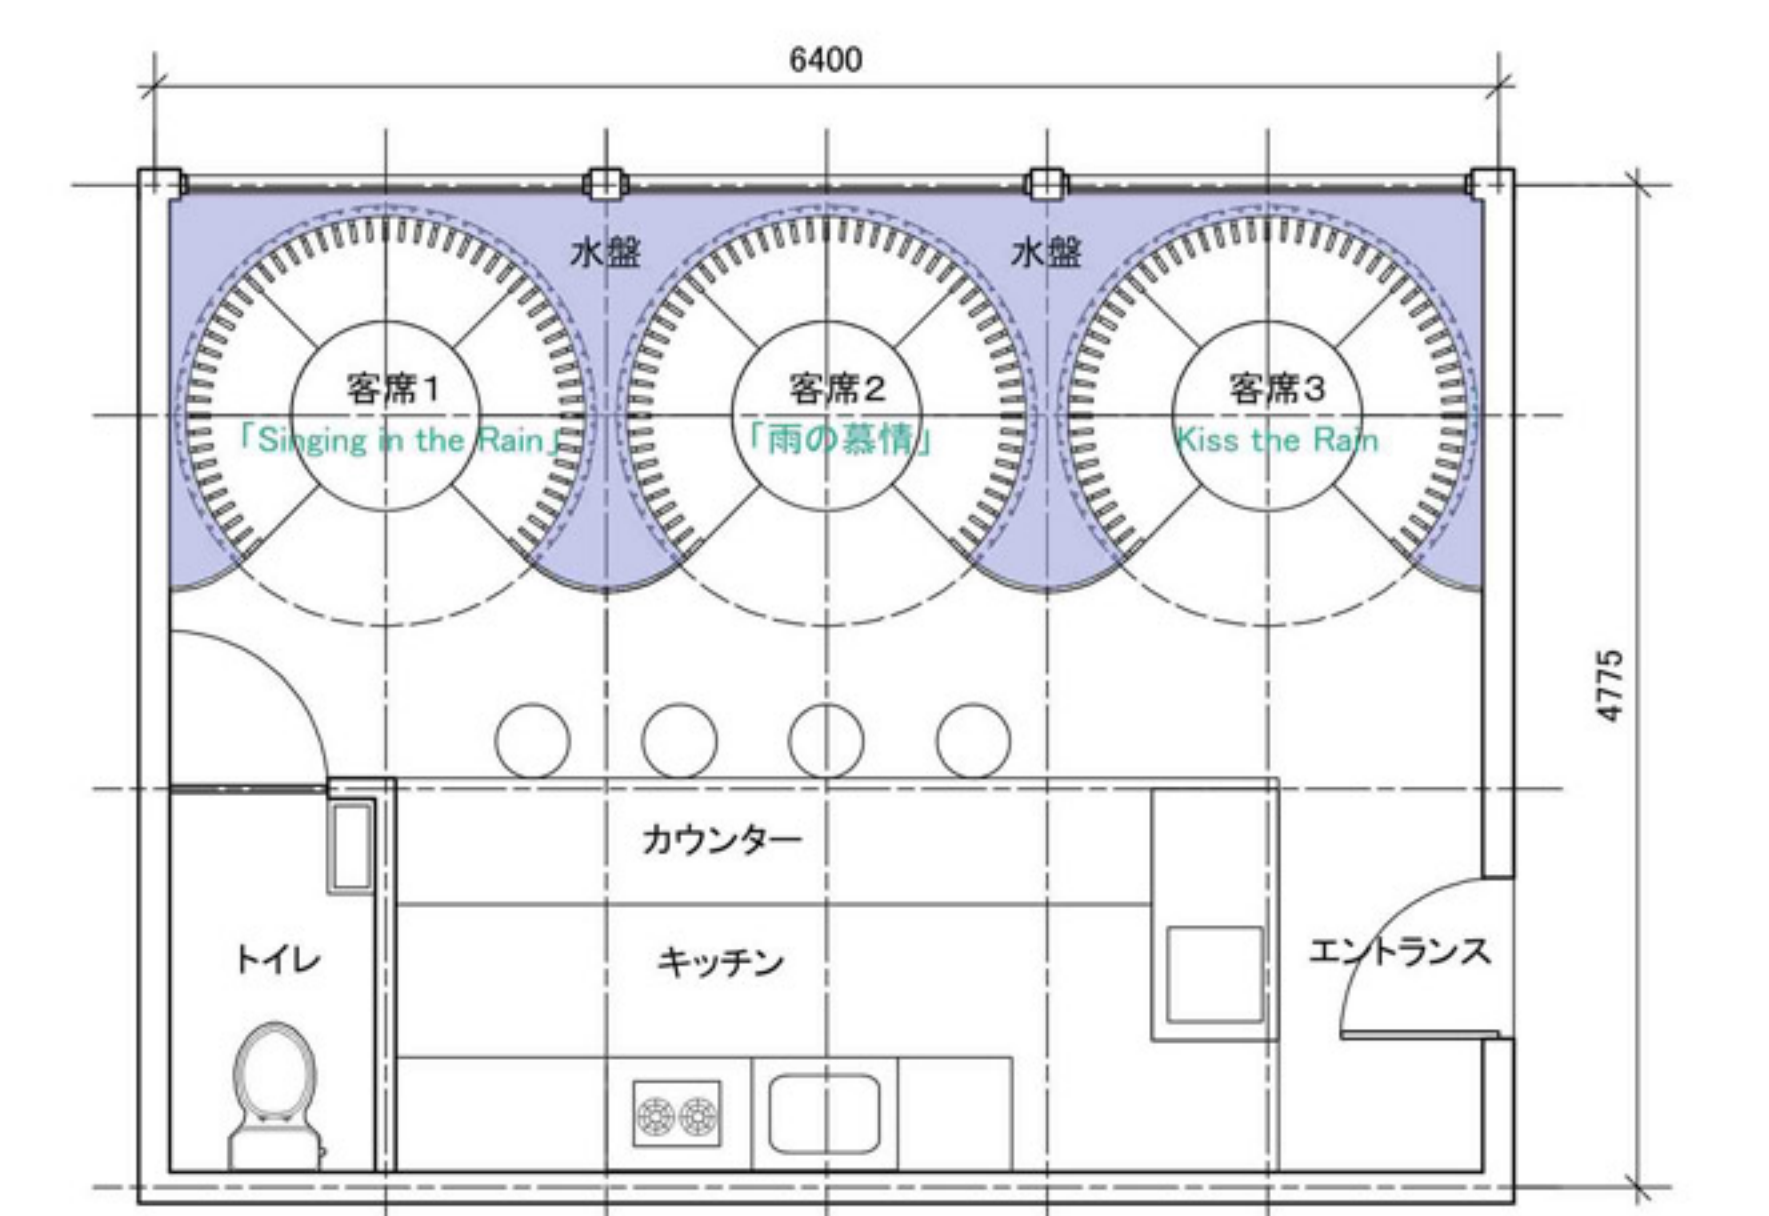 6400
水盤
水盤
客席1
客席2
客席3
「Singing in the Rain」
「雨の慕情」
Kiss the Rain
4775
カウンター
トイレ
キッチン
エントランス